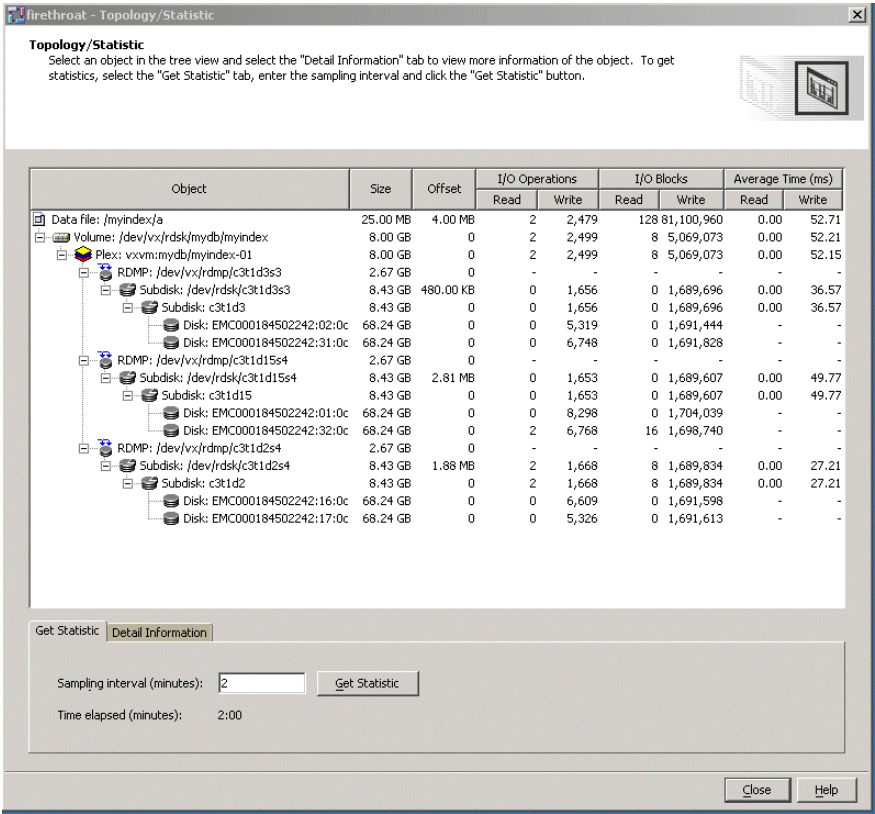 firethroat - Topology/Statistic
Topology/Statistic
Select an object in the tree view and select the "Detail Information" tab to view more information of the object. To get
statistics, select the "Get Statistic" tab, enter the sampling interval and click the "Get Statistic" button.
Object Size Offset I/O Operations I/O Blocks Average Time (ms)
Read Write Read Write Read Write
Data file: /myindex/a 25.00 MB 4.00 MB 2 2,479 128 81,100,960 0.00 52.71
Volume: /dev/vx/rdsk/mydb/myindex 8.00 GB 0 2 2,499 8 5,069,073 0.00 52.21
Plex: vxvm:mydb/myindex-01 8.00 GB 0 2 2,499 8 5,069,073 0.00 52.15
RDMP: /dev/vx/rdmp/c3t1d3s3 2.67 GB 0 - - - - - -
Subdisk: /dev/rdsk/c3t1d3s3 8.43 GB 480.00 KB 0 1,656 0 1,689,696 0.00 36.57
Subdisk: c3t1d3 8.43 GB 0 0 1,656 0 1,689,696 0.00 36.57
Disk: EMC000184502242:02:0c 68.24 GB 0 0 5,319 0 1,691,444 - -
Disk: EMC000184502242:31:0c 68.24 GB 0 0 6,748 0 1,691,828 - -
RDMP: /dev/vx/rdmp/c3t1d15s4 2.67 GB 0 - - - - - -
Subdisk: /dev/rdsk/c3t1d15s4 8.43 GB 2.81 MB 0 1,653 0 1,689,607 0.00 49.77
Subdisk: c3t1d15 8.43 GB 0 0 1,653 0 1,689,607 0.00 49.77
Disk: EMC000184502242:01:0c 68.24 GB 0 0 8,298 0 1,704,039 - -
Disk: EMC000184502242:32:0c 68.24 GB 0 2 6,768 16 1,698,740 - -
RDMP: /dev/vx/rdmp/c3t1d2s4 2.67 GB 0 - - - - - -
Subdisk: /dev/rdsk/c3t1d2s4 8.43 GB 1.88 MB 2 1,668 8 1,689,834 0.00 27.21
Subdisk: c3t1d2 8.43 GB 0 2 1,668 8 1,689,834 0.00 27.21
Disk: EMC000184502242:16:0c 68.24 GB 0 0 6,609 0 1,691,598 - -
Disk: EMC000184502242:17:0c 68.24 GB 0 0 5,326 0 1,691,613 - -
Get Statistic Detail Information
Sampling interval (minutes): 2 Get Statistic
Time elapsed (minutes): 2:00
Close Help